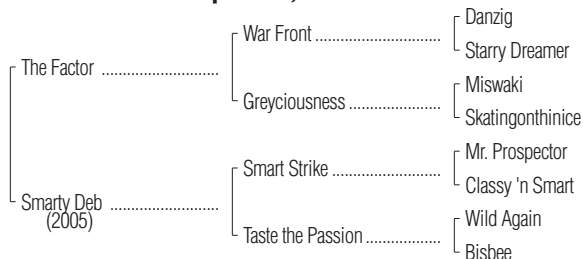 Danzig
War Front ......................................
Starry Dreamer
The Factor ....................................
Miswaki
Greyciousness ............................
Skatingonthinice
Mr. Prospector
Smart Strike .................................
Classy 'n Smart
Smarty Deb .................................
(2005)
Wild Again
Taste the Passion .......................
Bisbee